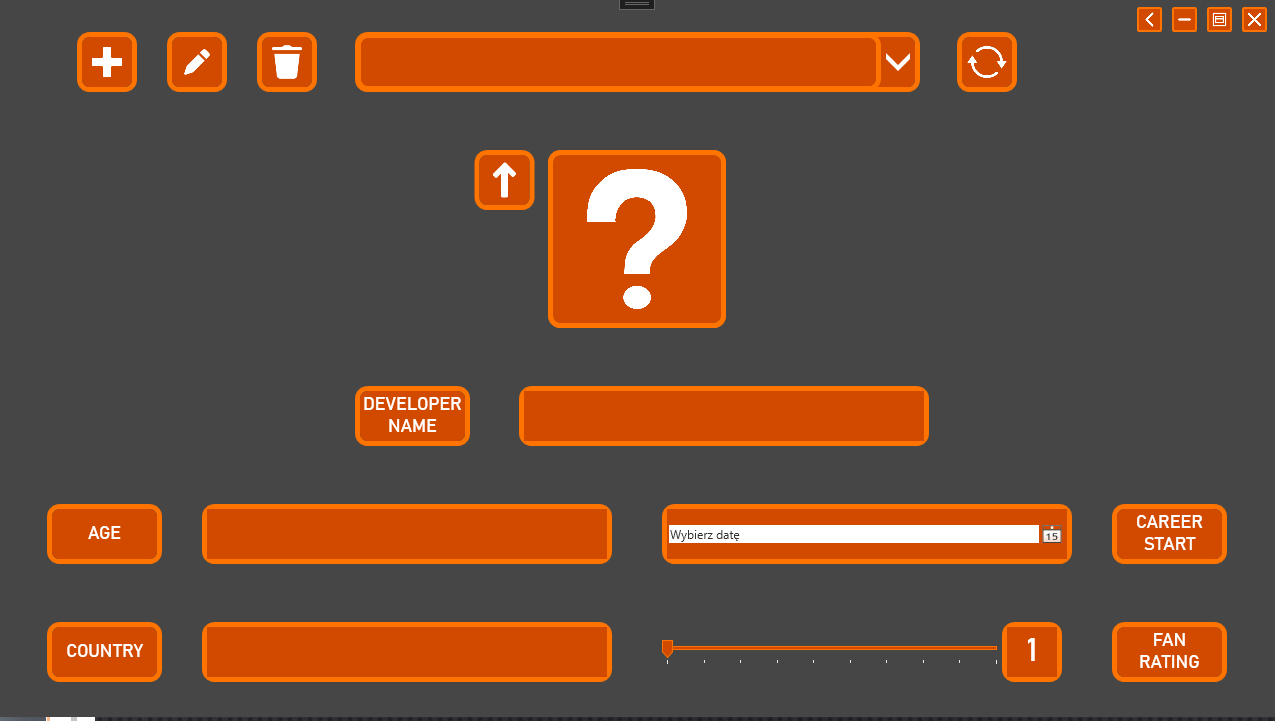 ?
DEVELOPER
NAME
AGE
Wybierz datę
15
CAREER
START
COUNTRY
1
FAN
RATING